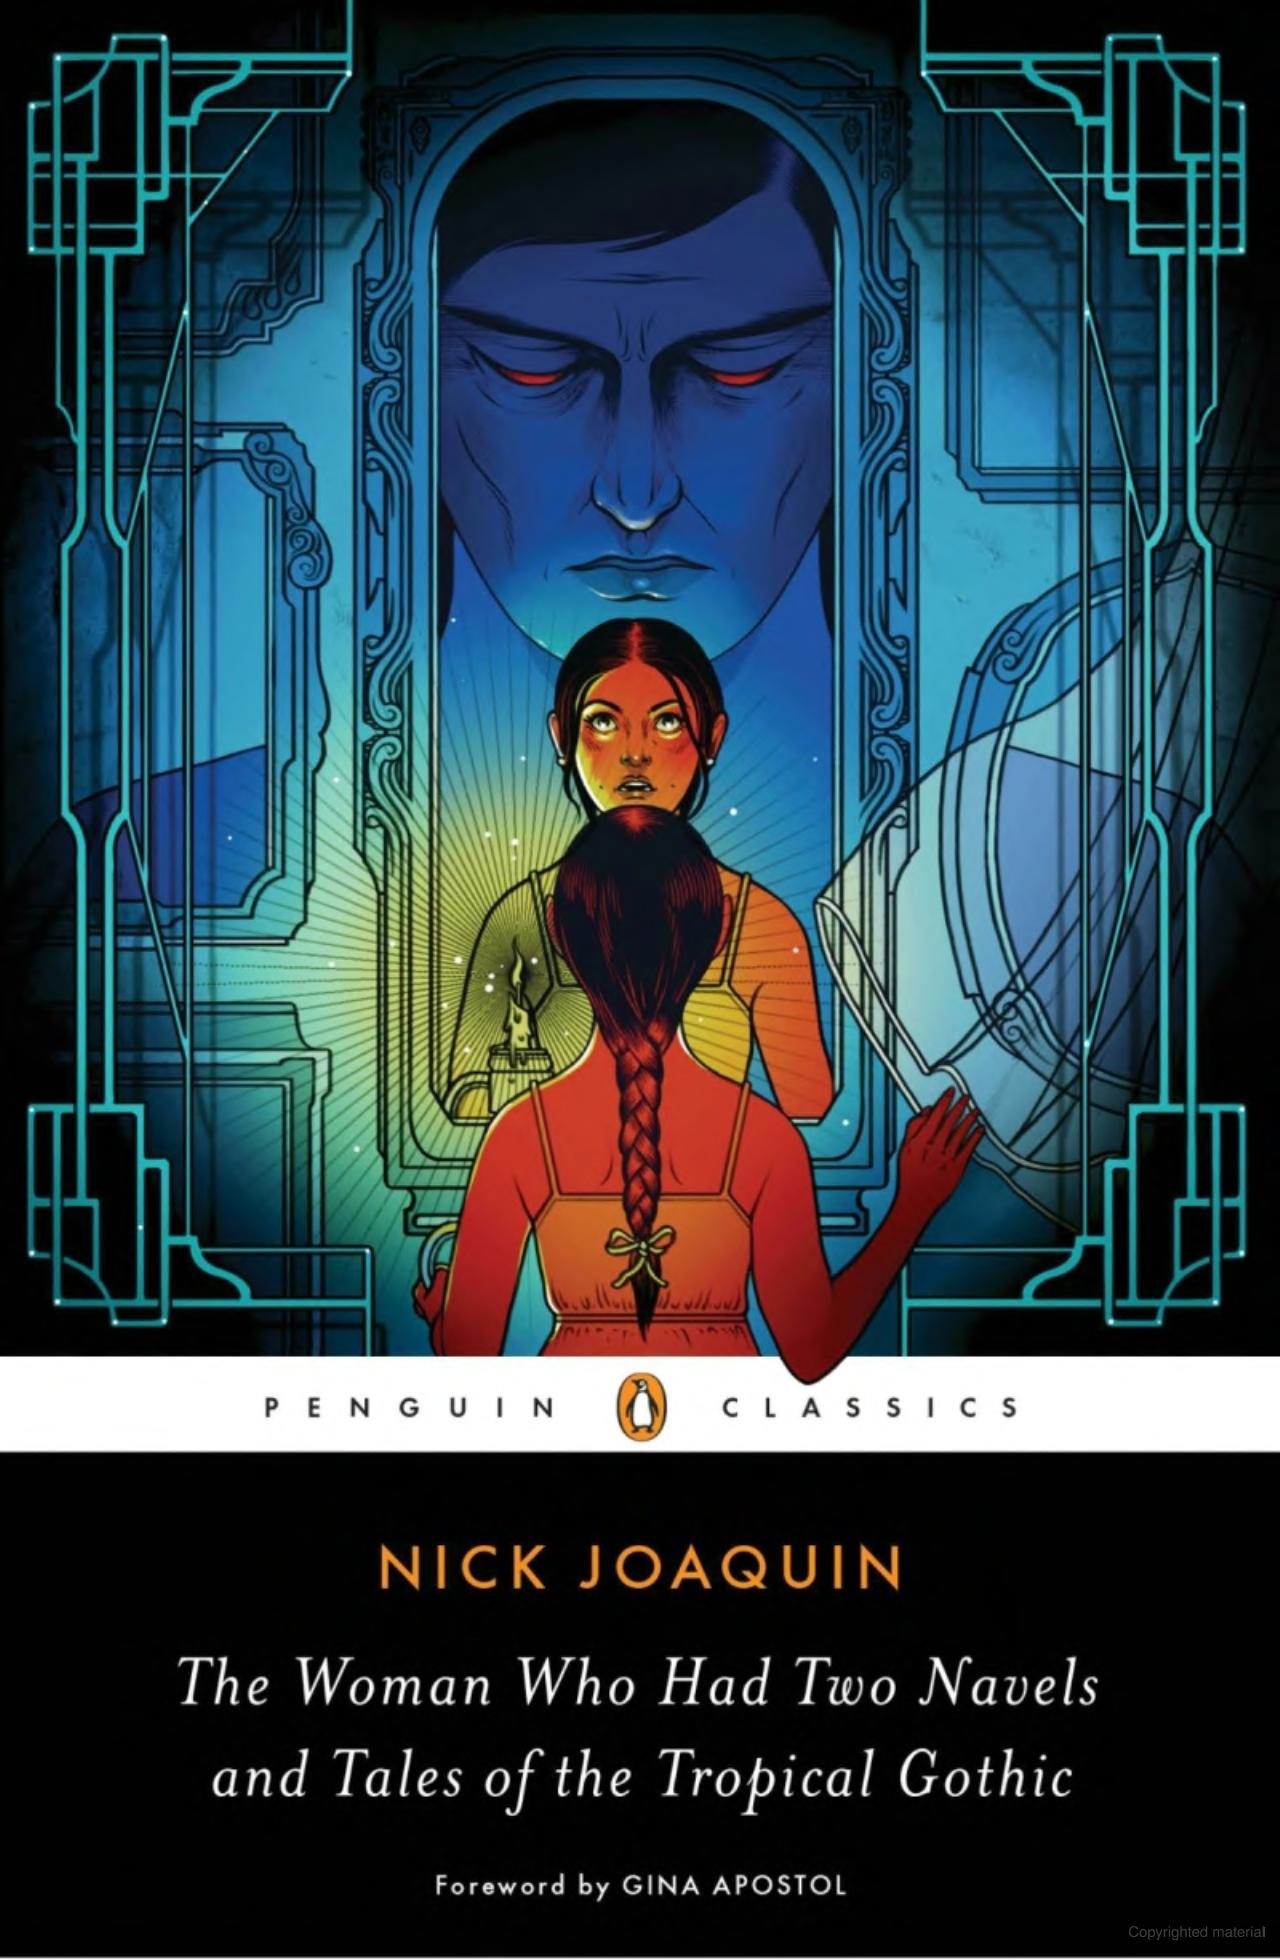 PENGUIN CLASSICS
NICK JOAQUIN
The Woman Who Had Two Navels
and Tales of the Tropical Gothic
Foreword by GINA APOSTOL
Copyrighted material